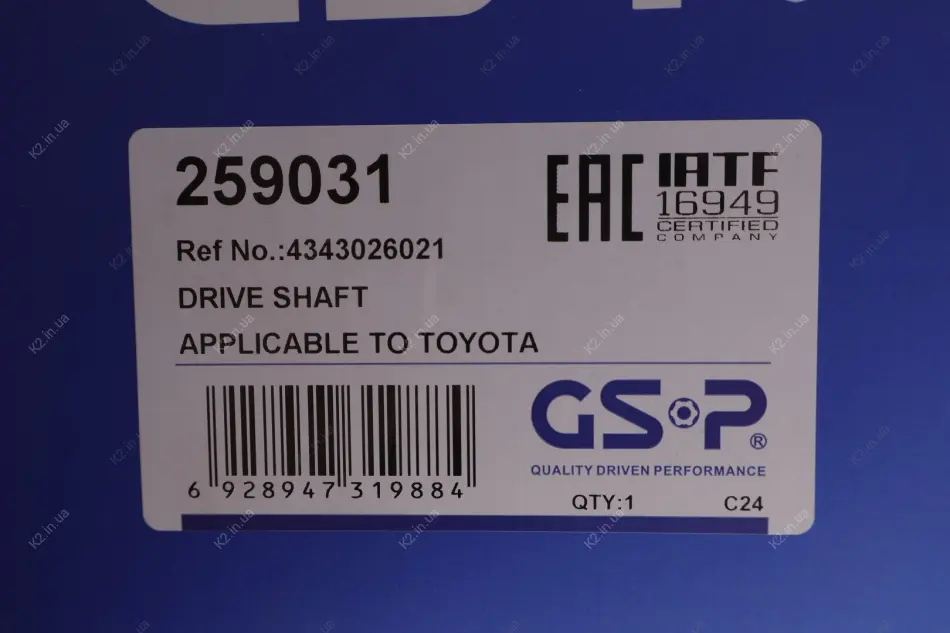 259031
EAC
IATF
16949
CERTIFIED
COMPANY
Ref No.:4343026021
DRIVE SHAFT
APPLICABLE TO TOYOTA
6 928947 319884
GSP®
QUALITY DRIVEN PERFORMANCE
QTY:1
C24
K2.in.ua